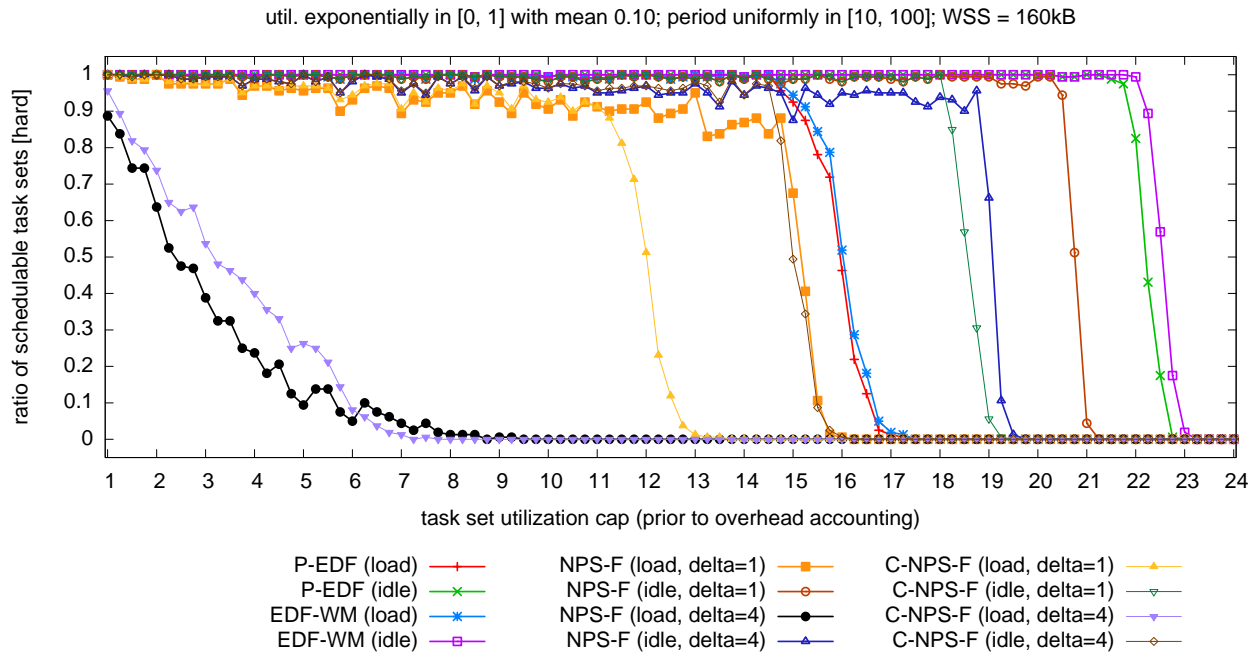 util. exponentially in [0, 1] with mean 0.10; period uniformly in [10, 100]; WSS = 160kB
ratio of schedulable task sets [hard]
1
0.9
0.8
0.7
0.6
0.5
0.4
0.3
0.2
0.1
0
1 2 3 4 5 6 7 8 9 10 11 12 13 14 15 16 17 18 19 20 21 22 23 24
task set utilization cap (prior to overhead accounting)
P-EDF (load) NPS-F (load, delta=1) C-NPS-F (load, delta=1)
P-EDF (idle) NPS-F (idle, delta=1) C-NPS-F (idle, delta=1)
EDF-WM (load) NPS-F (load, delta=4) C-NPS-F (load, delta=4)
EDF-WM (idle) NPS-F (idle, delta=4) C-NPS-F (idle, delta=4)